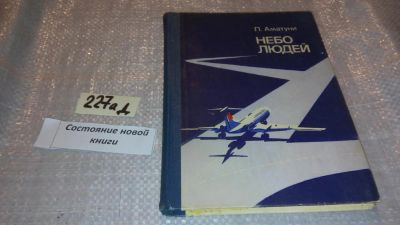 П. Аматуни
НЕБО
ЛЮДЕЙ
227а д
Состояние новой
книги